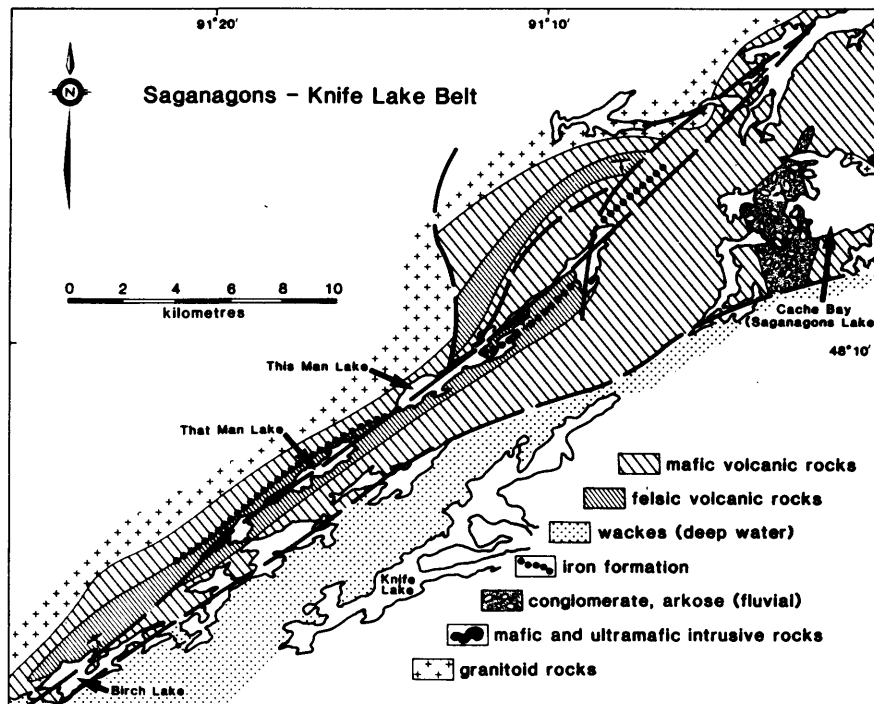 91°20'
91°10'
N
Saganagons - Knife Lake Belt
0 2 4 6 8 10
kilometres
Cache Bay
(Saganagons Lake)
48°10'
This Man Lake
That Man Lake
mafic volcanic rocks
felsic volcanic rocks
wackes (deep water)
iron formation
Knife
Lake
conglomerate, arkose (fluvial)
mafic and ultramafic intrusive rocks
granitoid rocks
Birch Lake